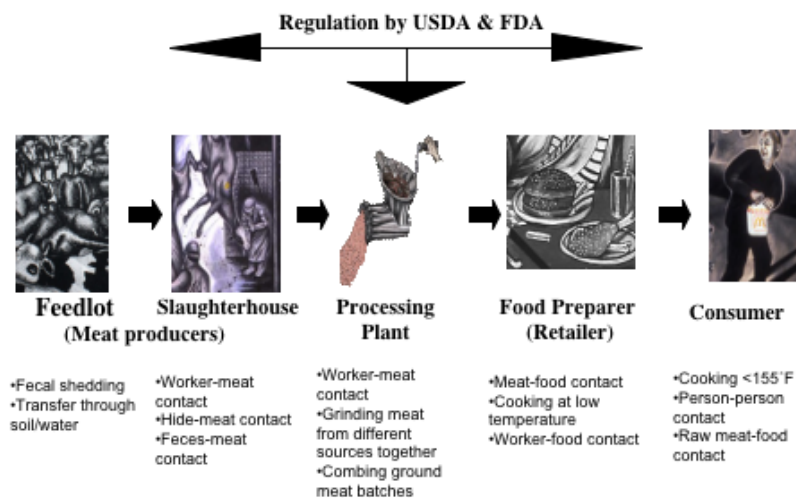 Regulation by USDA & FDA
Feedlot
Slaughterhouse
(Meat producers)
Processing
Plant
Food Preparer
(Retailer)
Consumer
•Fecal shedding
•Transfer through
soil/water
•Worker-meat
contact
•Hide-meat contact
•Feces-meat
contact
•Worker-meat
contact
•Grinding meat
from different
sources together
•Combing ground
meat batches
•Meat-food contact
•Cooking at low
temperature
•Worker-food contact
•Cooking <155˚F
•Person-person
contact
•Raw meat-food
contact